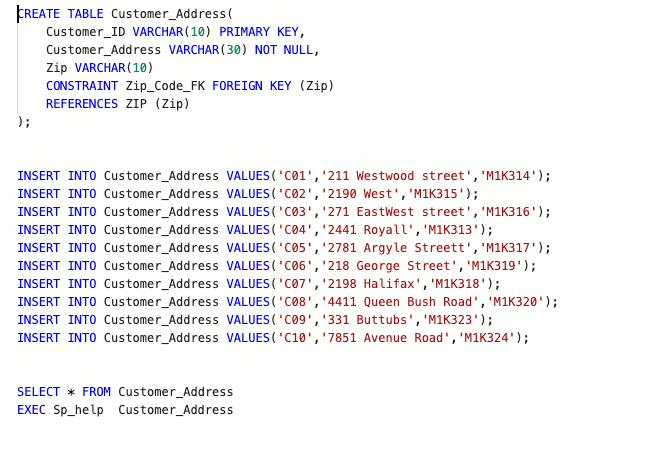 CREATE TABLE Customer_Address(
Customer_ID VARCHAR(10) PRIMARY KEY,
Customer_Address VARCHAR(30) NOT NULL,
Zip VARCHAR(10)
CONSTRAINT Zip_Code_FK FOREIGN KEY (Zip)
REFERENCES ZIP (Zip)
);
INSERT INTO Customer_Address VALUES('C01','211 Westwood street','M1K314');
INSERT INTO Customer_Address VALUES('C02','2190 West','M1K315');
INSERT INTO Customer_Address VALUES('C03','271 EastWest street','M1K316');
INSERT INTO Customer_Address VALUES('C04','2441 Royall','M1K313');
INSERT INTO Customer_Address VALUES('C05','2781 Argyle Streett','M1K317');
INSERT INTO Customer_Address VALUES('C06','218 George Street','M1K319');
INSERT INTO Customer_Address VALUES('C07','2198 Halifax','M1K318');
INSERT INTO Customer_Address VALUES('C08','4411 Queen Bush Road','M1K320');
INSERT INTO Customer_Address VALUES('C09','331 Buttubs','M1K323');
INSERT INTO Customer_Address VALUES('C10','7851 Avenue Road','M1K324');
SELECT * FROM Customer_Address
EXEC Sp_help  Customer_Address